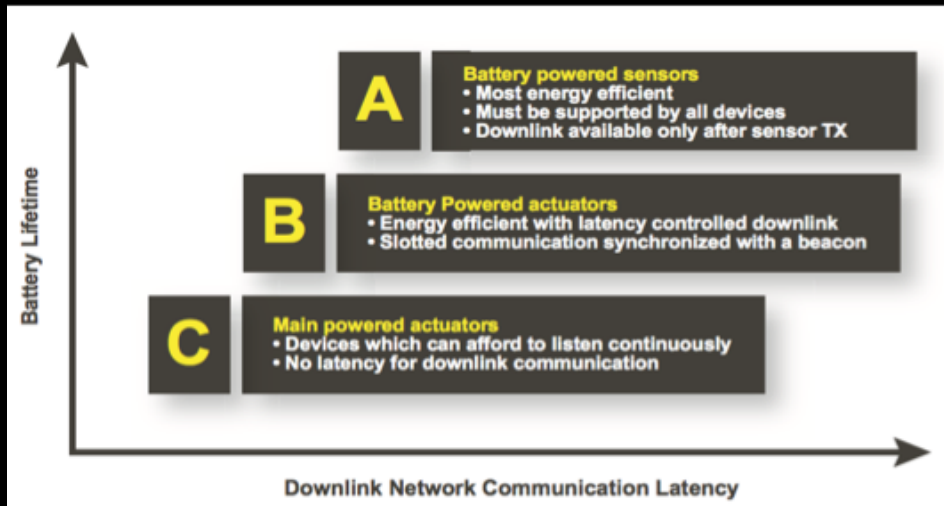 Battery Lifetime
A
Battery powered sensors
• Most energy efficient
• Must be supported by all devices
• Downlink available only after sensor TX
B
Battery Powered actuators
• Energy efficient with latency controlled downlink
• Slotted communication synchronized with a beacon
C
Main powered actuators
• Devices which can afford to listen continuously
• No latency for downlink communication
Downlink Network Communication Latency